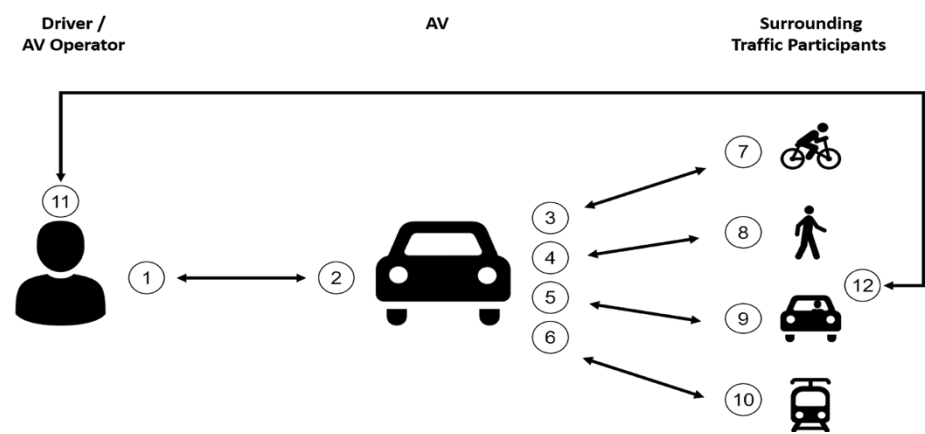 Driver /
AV Operator
AV
Surrounding
Traffic Participants
7
11
3
8
4
1
2
12
5
9
6
10